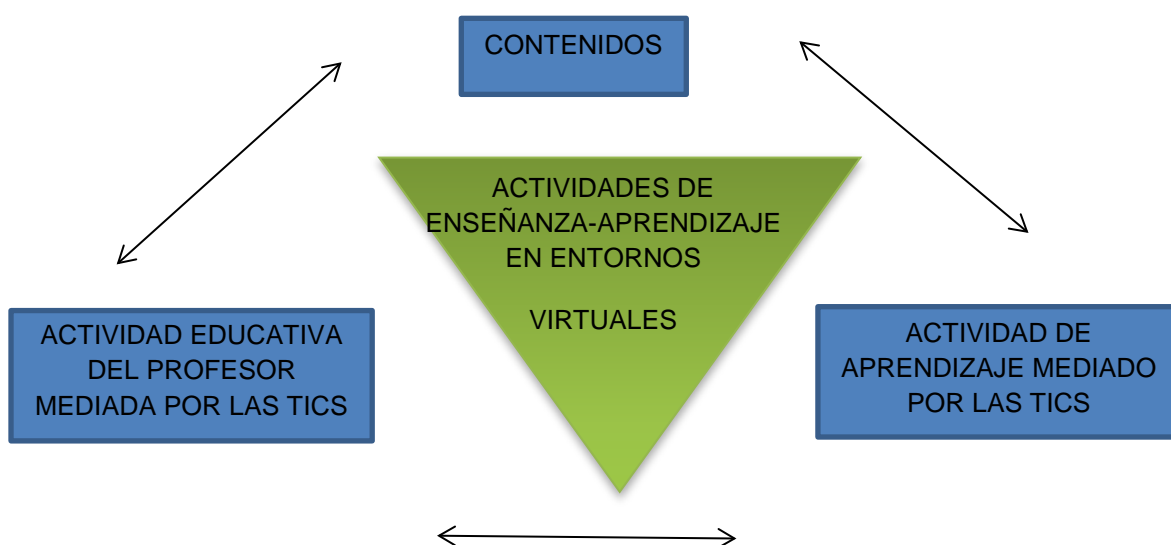 CONTENIDOS
ACTIVIDADES DE
ENSEÑANZA-APRENDIZAJE
EN ENTORNOS
VIRTUALES
ACTIVIDAD EDUCATIVA
DEL PROFESOR
MEDIADA POR LAS TICS
ACTIVIDAD DE
APRENDIZAJE MEDIADO
POR LAS TICS